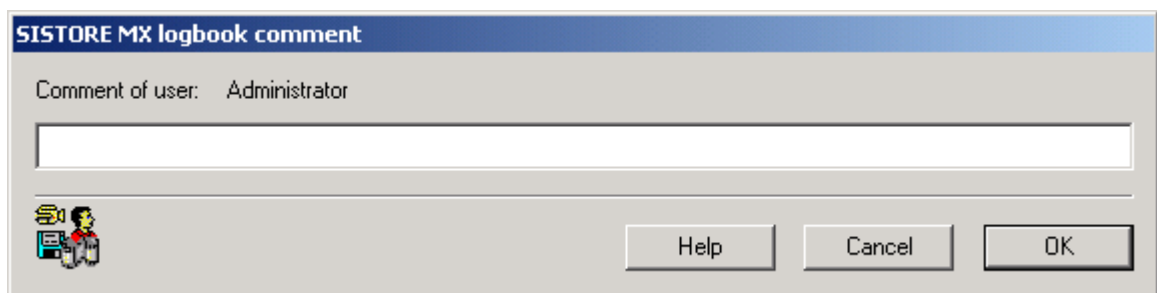 SISTORE MX logbook comment
Comment of user: Administrator
Help Cancel OK